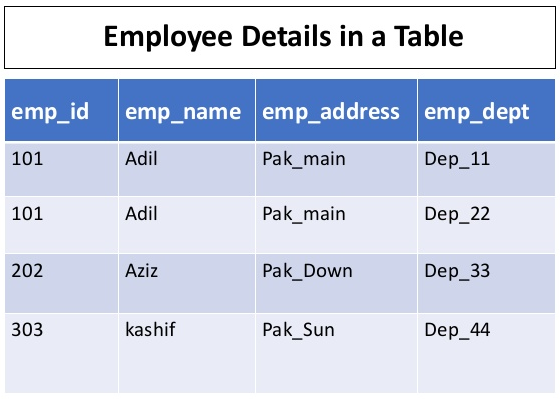 Employee Details in a Table
emp_id emp_name emp_address emp_dept
101 Adil Pak_main Dep_11
101 Adil Pak_main Dep_22
202 Aziz Pak_Down Dep_33
303 kashif Pak_Sun Dep_44